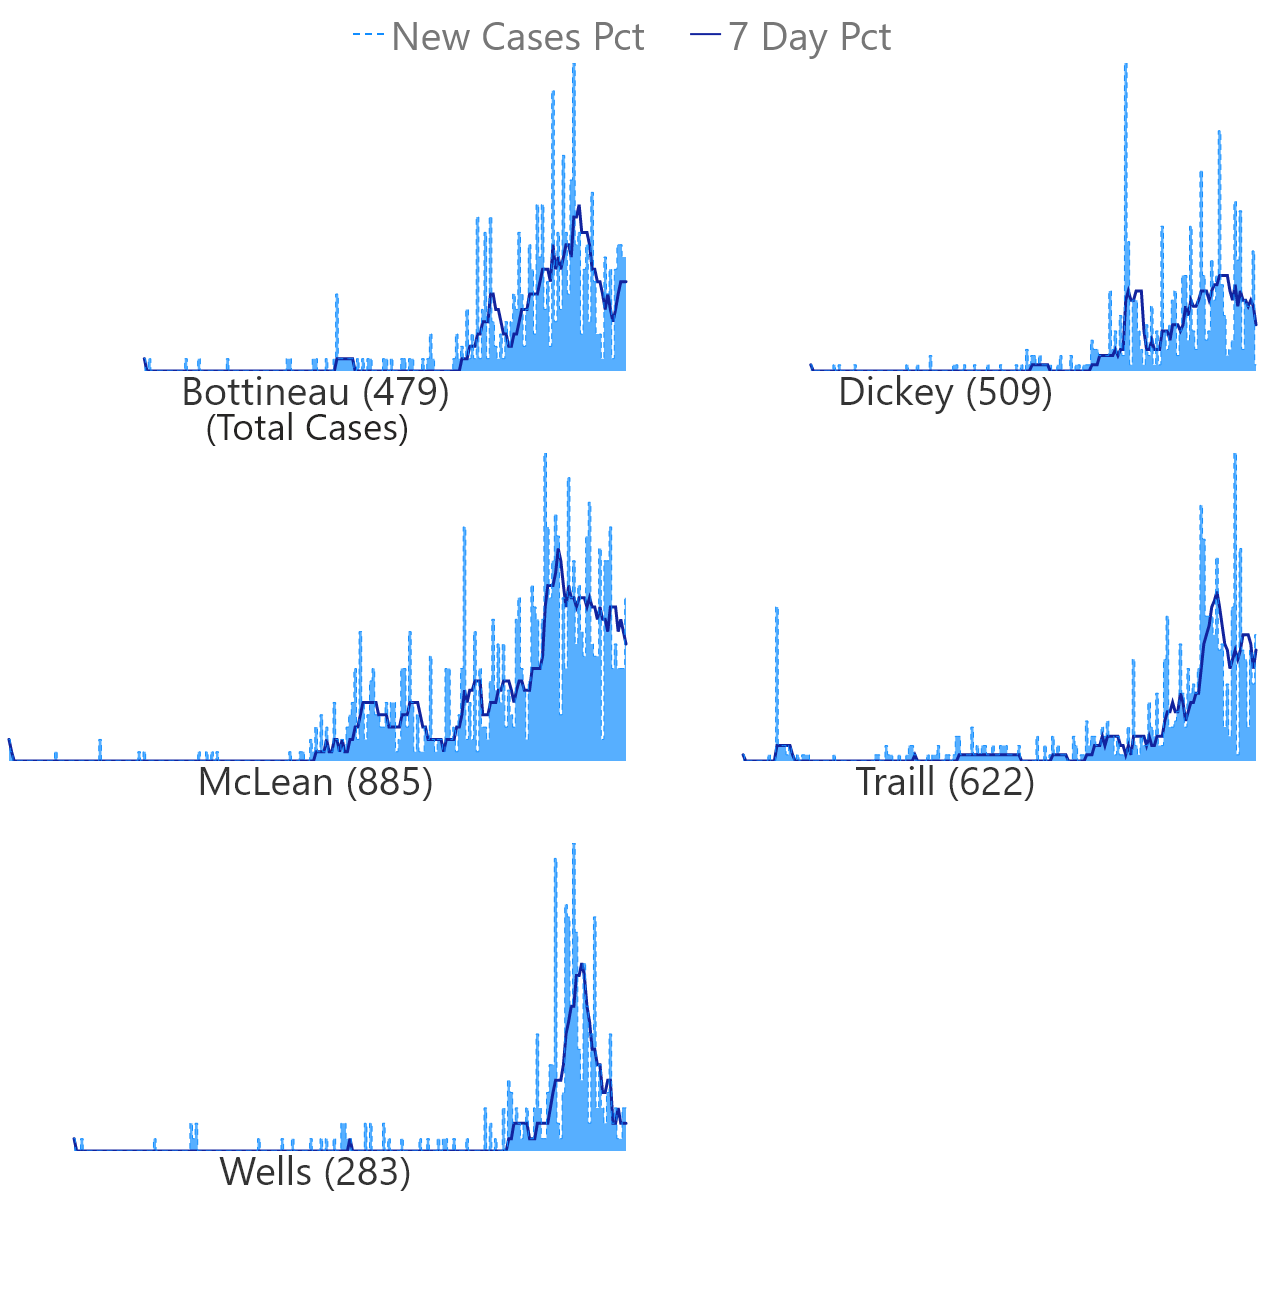 New Cases Pct 7 Day Pct
Bottineau (479)
(Total Cases)
Dickey (509)
McLean (885)
Traill (622)
Wells (283)